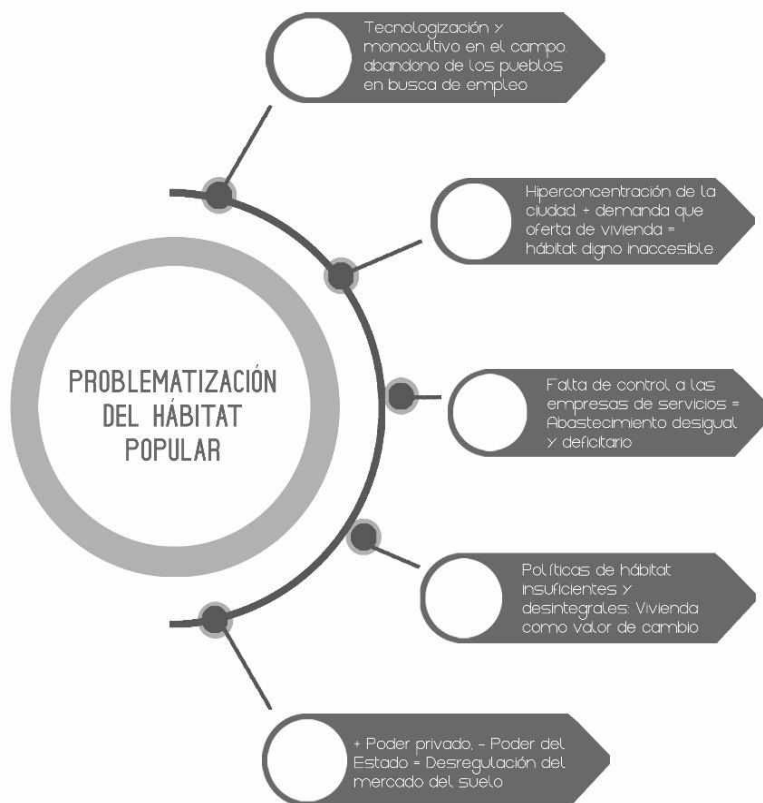 Tecnologización y
monocultivo en el campo.
abandono de los pueblos
en busca de empleo
Hiperconcentración de la
ciudad. + demanda que
oferta de vivienda =
hábitat digno inaccesible
PROBLEMATIZACIÓN
DEL HÁBITAT
POPULAR
Falta de control a las
empresas de servicios =
Abastecimiento desigual
y deficitario
Políticas de hábitat
insuficientes y
desintegrales: Vivienda
como valor de cambio
+ Poder privado, - Poder del
Estado = Desregulación del
mercado del suelo